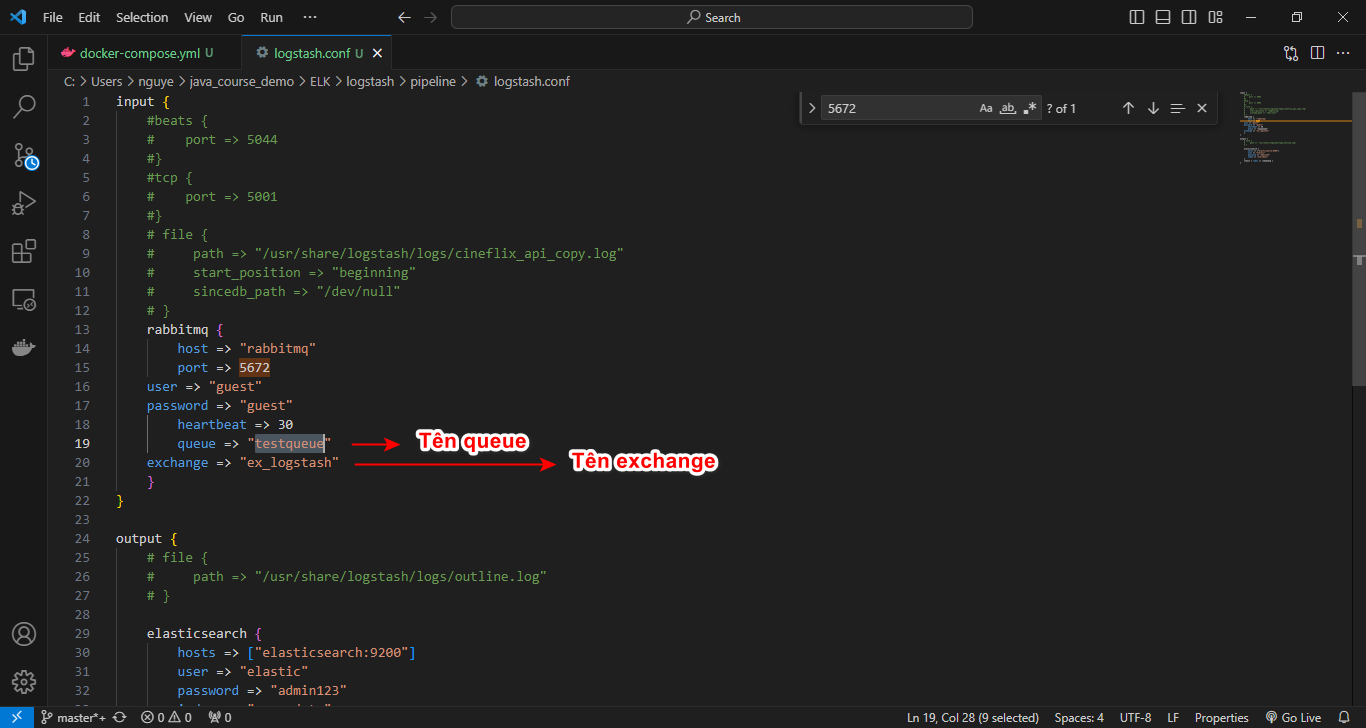 File Edit Selection View Go Run ··· Search
docker-compose.yml U logstash.conf U
C: > Users > nguye > java_course_demo > ELK > logstash > pipeline > logstash.conf
5672 Aa ab ? of 1
1 input {
2 #beats {
3 #    port => 5044
4 #}
5 #tcp {
6 #    port => 5001
7 #}
8 # file {
9 #     path => "/usr/share/logstash/logs/cineflix_api_copy.log"
10 #     start_position => "beginning"
11 #     sincedb_path => "/dev/null"
12 # }
13 rabbitmq {
14 host => "rabbitmq"
15 port => 5672
16 user => "guest"
17 password => "guest"
18 heartbeat => 30
19 queue => "testqueue" Tên queue
20 exchange => "ex_logstash" Tên exchange
21 }
22 }
23
24 output {
25 # file {
26 #     path => "/usr/share/logstash/logs/outline.log"
27 # }
28
29 elasticsearch {
30 hosts => ["elasticsearch:9200"]
31 user => "elastic"
32 password => "admin123"
master*+ 0 0 0 Ln 19, Col 28 (9 selected) Spaces: 4 UTF-8 LF Properties Go Live